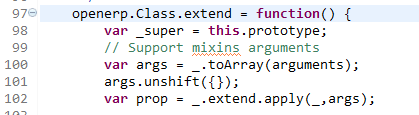 97 openerp.Class.extend = function() {
98 var _super = this.prototype;
99 // Support mixins arguments
100 var args = _.toArray(arguments);
101 args.unshift({});
102 var prop = _.extend.apply(_,args);